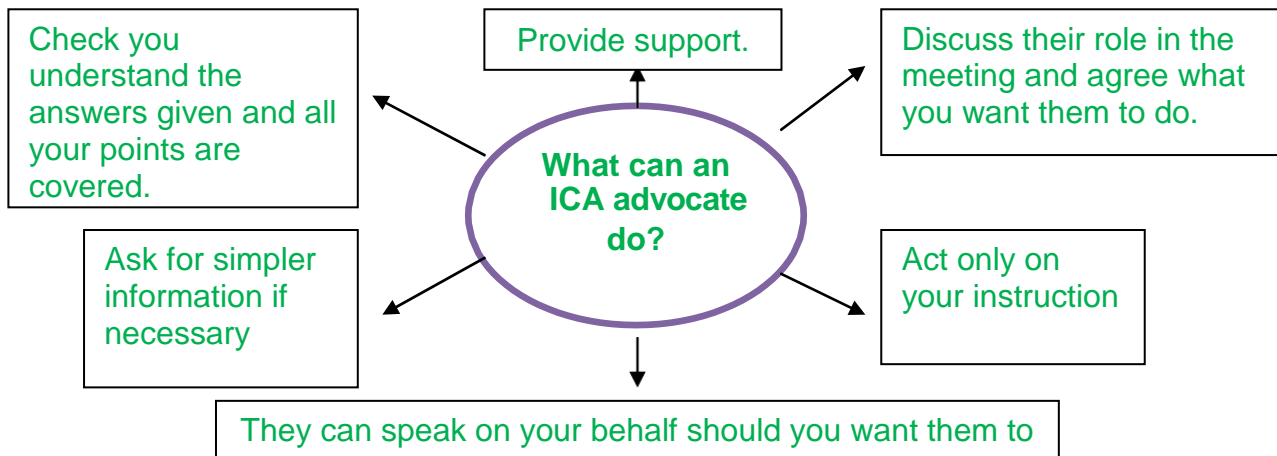 Check you
understand the
answers given and all
your points are
covered.
Provide support.
Discuss their role in the
meeting and agree what
you want them to do.
What can an
ICA advocate
do?
Ask for simpler
information if
necessary
Act only on
your instruction
They can speak on your behalf should you want them to